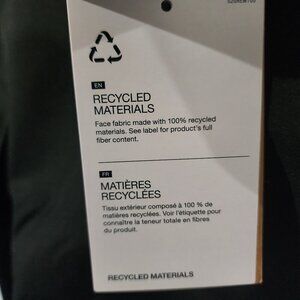 EN
RECYCLED
MATERIALS
Face fabric made with 100% recycled
materials. See label for product's full
fiber content.
FR
MATIÈRES
RECYCLÉES
Tissu extérieur composé à 100 % de
matières recyclées. Voir l'étiquette pour
connaître la teneur totale en fibres
du produit.
RECYCLED MATERIALS